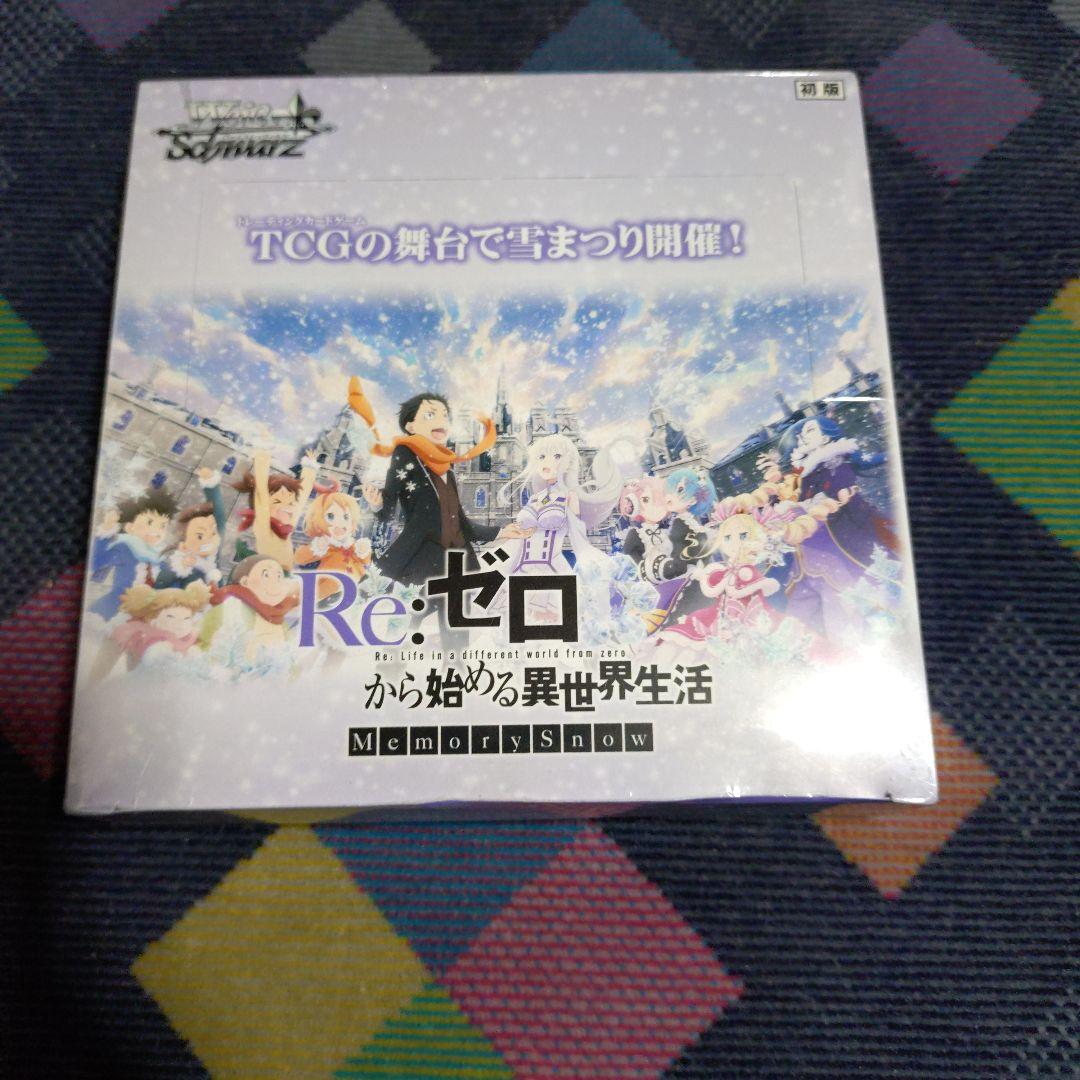 Weiß
Schwarz
初版
トレーディングカードゲーム
TCGの舞台で雪まつり開催！
Re:ゼロ
Re: Life in a different world from zero
から始める異世界生活
MemorySnow